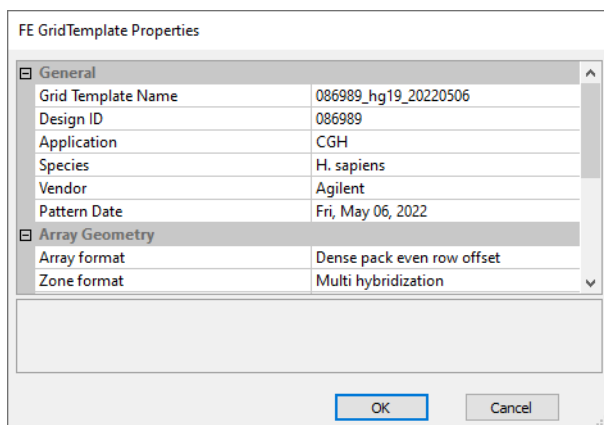 FE GridTemplate Properties
General
Grid Template Name 086989_hg19_20220506
Design ID 086989
Application CGH
Species H. sapiens
Vendor Agilent
Pattern Date Fri, May 06, 2022
Array Geometry
Array format Dense pack even row offset
Zone format Multi hybridization
OK Cancel